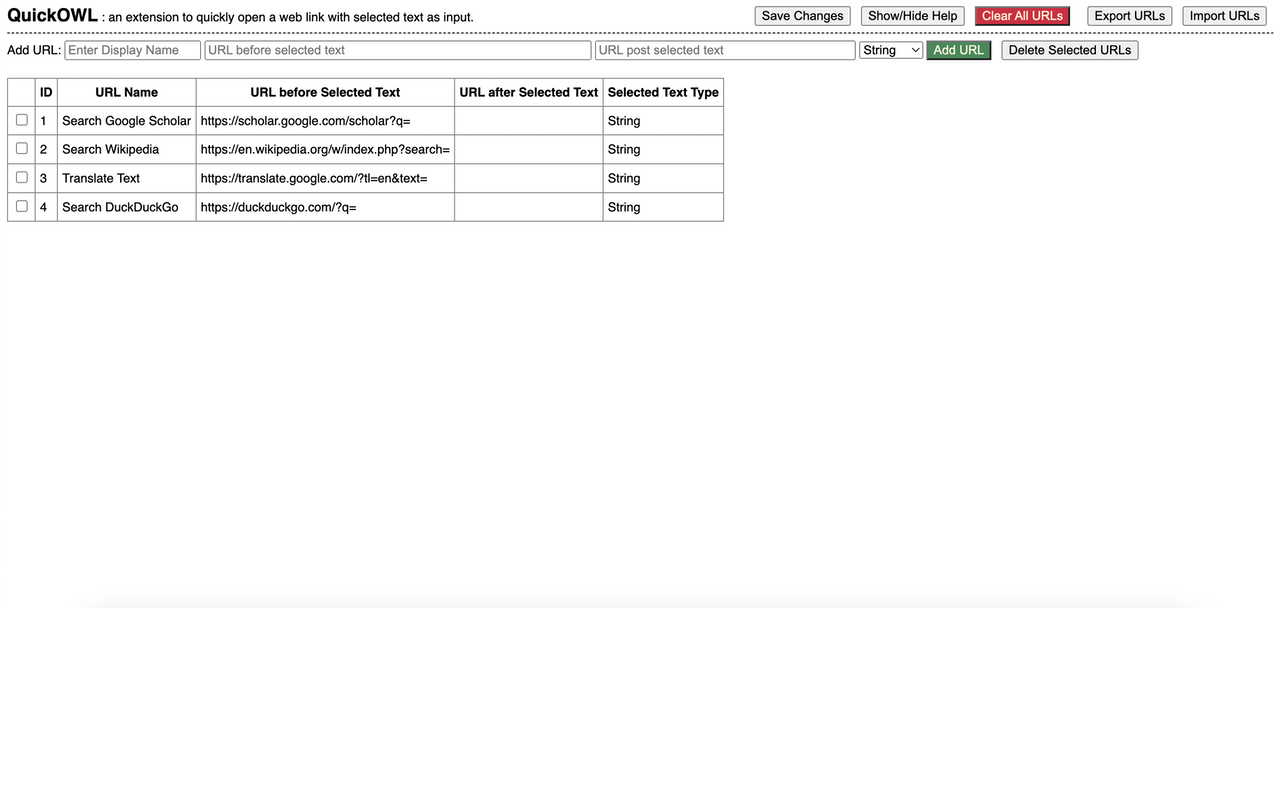 QuickOWL : an extension to quickly open a web link with selected text as input. Save Changes Show/Hide Help Clear All URLs Export URLs Import URLs
Add URL: Enter Display Name URL before selected text URL post selected text String Add URL Delete Selected URLs
ID URL Name URL before Selected Text URL after Selected Text Selected Text Type
1 Search Google Scholar https://scholar.google.com/scholar?q= String
2 Search Wikipedia https://en.wikipedia.org/w/index.php?search= String
3 Translate Text https://translate.google.com/?tl=en&text= String
4 Search DuckDuckGo https://duckduckgo.com/?q= String